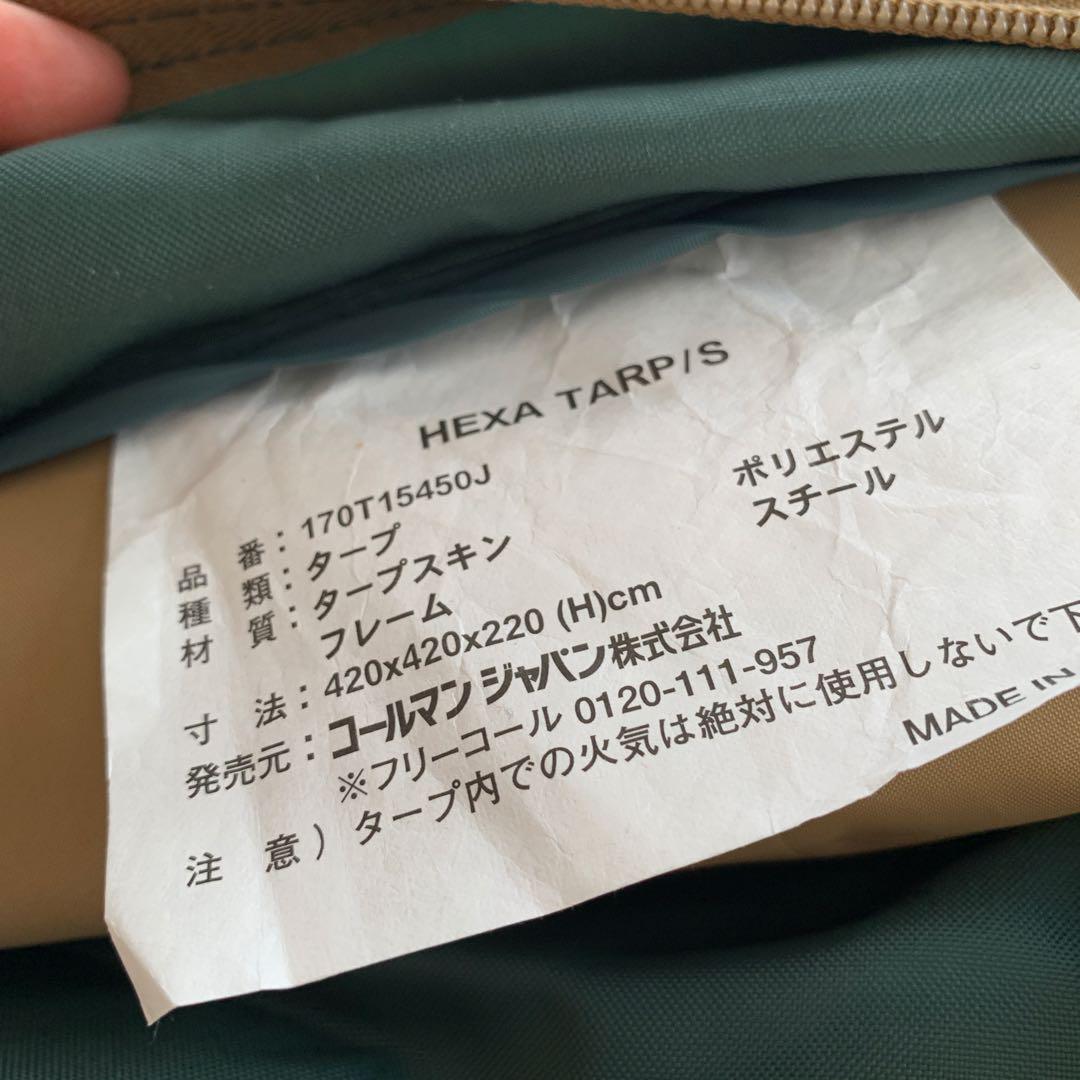 HEXA TARP/S
品 番：170T15450J
種 類：タープ
材 質：タープスキン ポリエステル
フレーム スチール
寸 法：420x420x220 (H)cm
発売元：コールマン ジャパン株式会社
※フリーコール 0120-111-957
注 意）タープ内での火気は絶対に使用しないで下
MADE IN